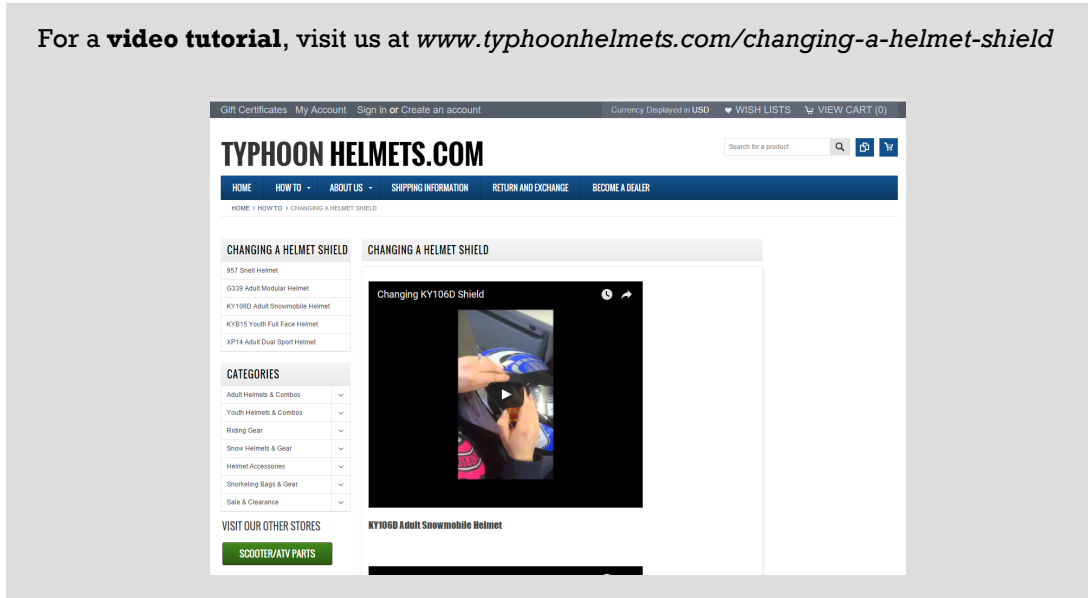 For a video tutorial, visit us at www.typhoonhelmets.com/changing-a-helmet-shield
Gift Certificates My Account Sign in or Create an account Currency Displayed in USD WISH LISTS VIEW CART (0)
TYPHOON HELMETS.COM
Search for a product
HOME HOW TO ABOUT US SHIPPING INFORMATION RETURN AND EXCHANGE BECOME A DEALER
HOME > HOW TO > CHANGING A HELMET SHIELD
CHANGING A HELMET SHIELD
957 Snell Helmet
G339 Adult Modular Helmet
KY106D Adult Snowmobile Helmet
KYB15 Youth Full Face Helmet
XP14 Adult Dual Sport Helmet
CATEGORIES
Adult Helmets & Combos
Youth Helmets & Combos
Riding Gear
Snow Helmets & Gear
Helmet Accessories
Snorkeling Bags & Gear
Sale & Clearance
VISIT OUR OTHER STORES
SCOOTER/ATV PARTS
CHANGING A HELMET SHIELD
Changing KY106D Shield
KY106D Adult Snowmobile Helmet